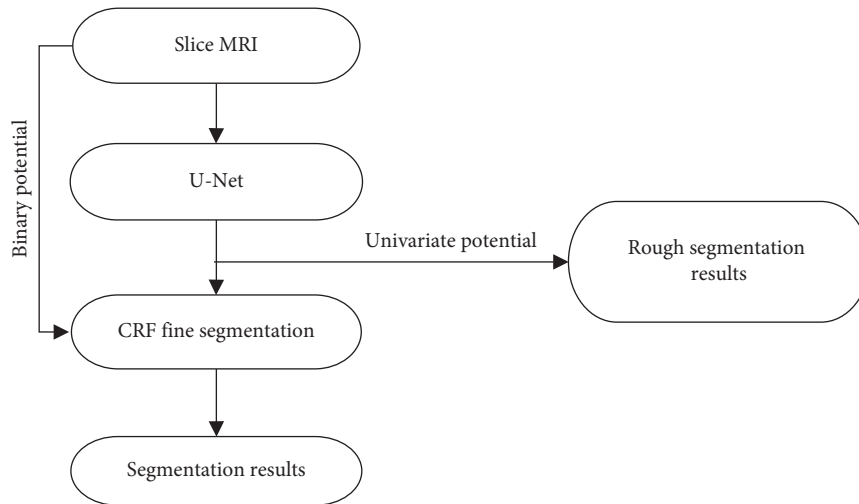 Slice MRI
Binary potential
U-Net
Univariate potential
Rough segmentation
results
CRF fine segmentation
Segmentation results